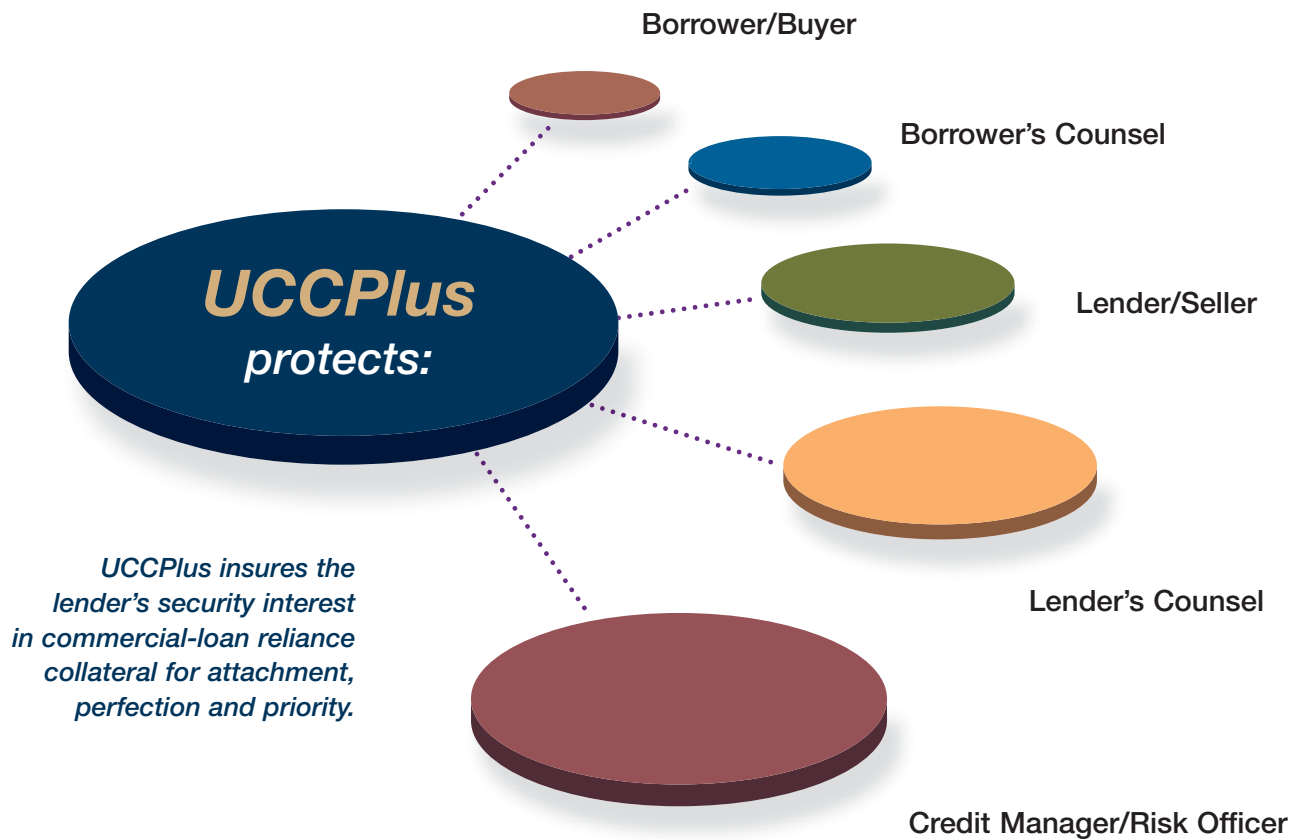 Borrower/Buyer
Borrower’s Counsel
UCCPlus
protects:
Lender/Seller
UCCPlus insures the
lender’s security interest
in commercial-loan reliance
collateral for attachment,
perfection and priority.
Lender’s Counsel
Credit Manager/Risk Officer